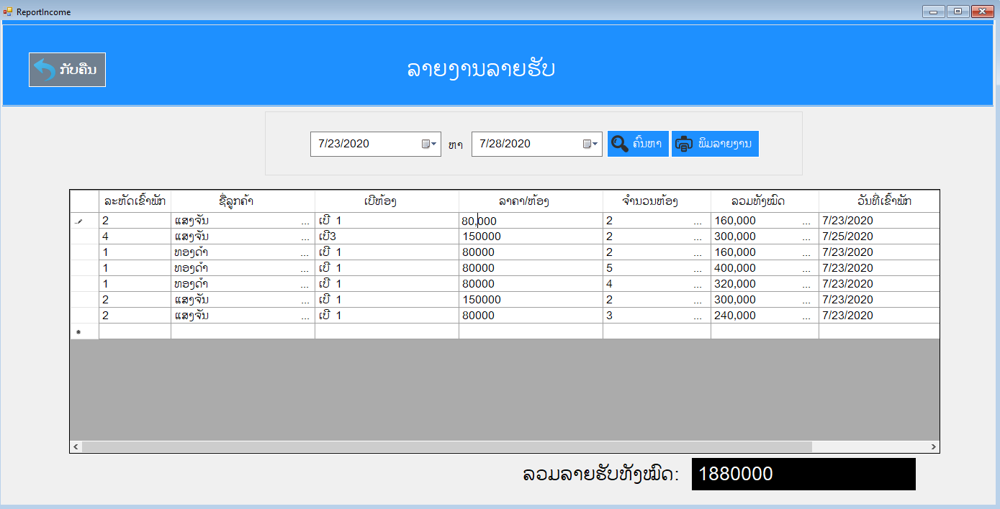 ReportIncome
ກັບຄືນ
ລາຍງານລາຍຮັບ
7/23/2020 ຫາ 7/28/2020 ຄົ້ນຫາ ພິມລາຍງານ
ລະຫັດເຂົ້າພັກ ຊື່ລູກຄ້າ ເບີຫ້ອງ ລາຄາ/ຫ້ອງ ຈຳນວນຫ້ອງ ລວມທັງໝົດ ວັນທີ່ເຂົ້າພັກ
2 ແສງຈັນ ... ເບີ 1 80,000 2 ... 160,000 ... 7/23/2020
4 ແສງຈັນ ... ເບີ3 150000 2 ... 300,000 ... 7/25/2020
1 ທອງດຳ ... ເບີ 1 80000 2 ... 160,000 ... 7/23/2020
1 ທອງດຳ ... ເບີ 1 80000 5 ... 400,000 ... 7/23/2020
1 ທອງດຳ ... ເບີ 1 80000 4 ... 320,000 ... 7/23/2020
2 ແສງຈັນ ... ເບີ 1 150000 2 ... 300,000 ... 7/23/2020
2 ແສງຈັນ ... ເບີ 1 80000 3 ... 240,000 ... 7/23/2020
ລວມລາຍຮັບທັງໝົດ: 1880000